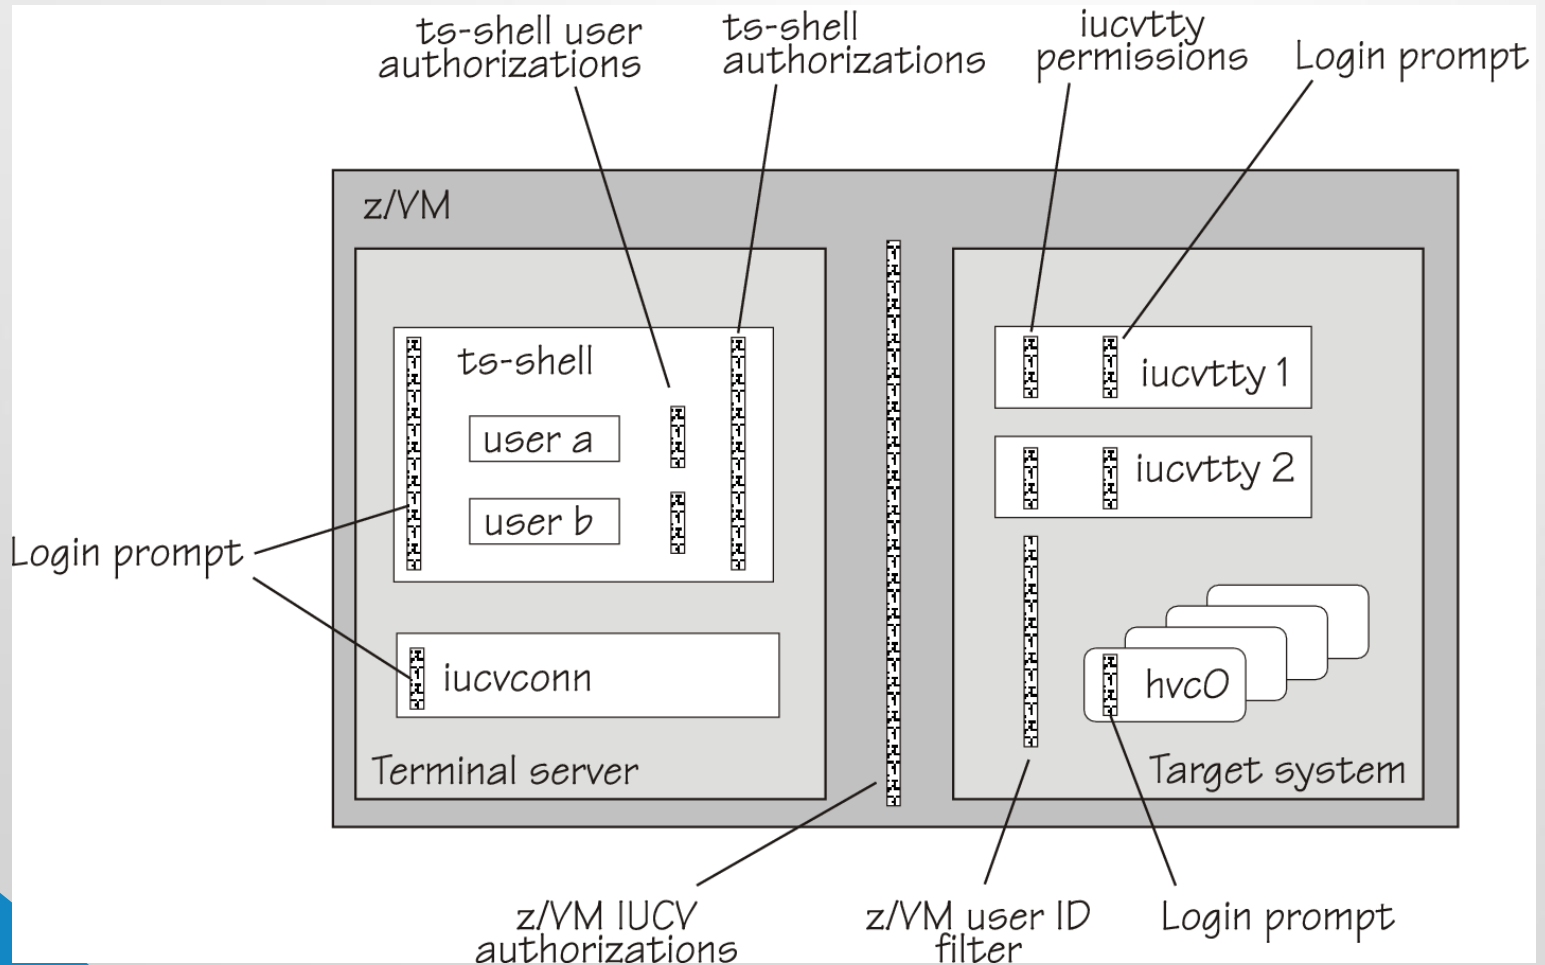 ts-shell user
authorizations
ts-shell
authorizations
iucvtty
permissions
Login prompt
z/VM
ts-shell
user a
user b
iucvconn
Terminal server
Login prompt
iucvtty 1
iucvtty 2
hvc0
Target system
z/VM IUCV
authorizations
z/VM user ID
filter
Login prompt